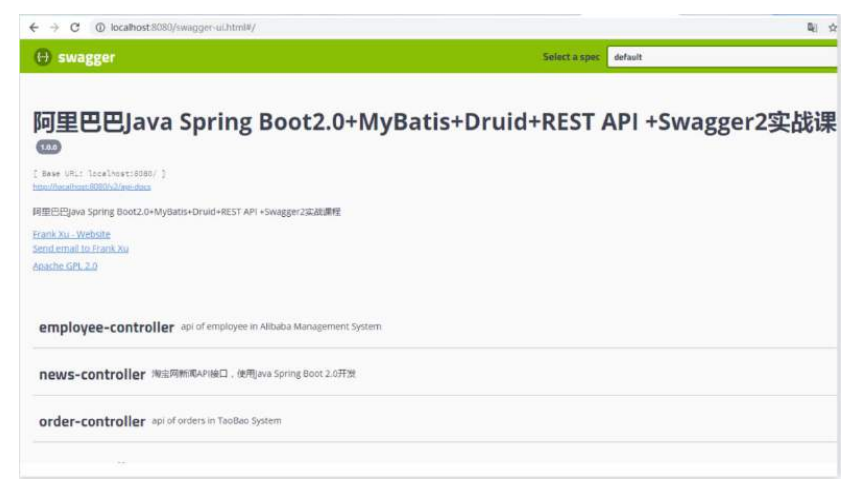 localhost:8080/swagger-ui.html#/
swagger
Select a spec
default
阿里巴巴Java Spring Boot2.0+MyBatis+Druid+REST API +Swagger2实战课
1.0.0
[ Base URL: localhost:8080/ ]
http://localhost:8080/v2/api-docs
阿里巴巴Java Spring Boot2.0+MyBatis+Druid+REST API +Swagger2实战课程
Frank Xu - Website
Send email to Frank Xu
Apache GPL 2.0
employee-controller api of employee in Alibaba Management System
news-controller 淘宝网新闻API接口，使用Java Spring Boot 2.0开发
order-controller api of orders in TaoBao System